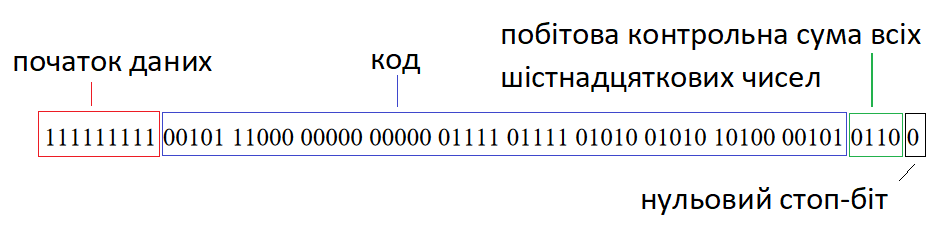 побітова контрольна сума всіх
шістнадцяткових чисел
початок даних
код
111111111 00101 11000 00000 00000 01111 01111 01010 01010 10100 00101 0110 0
нульовий стоп-біт